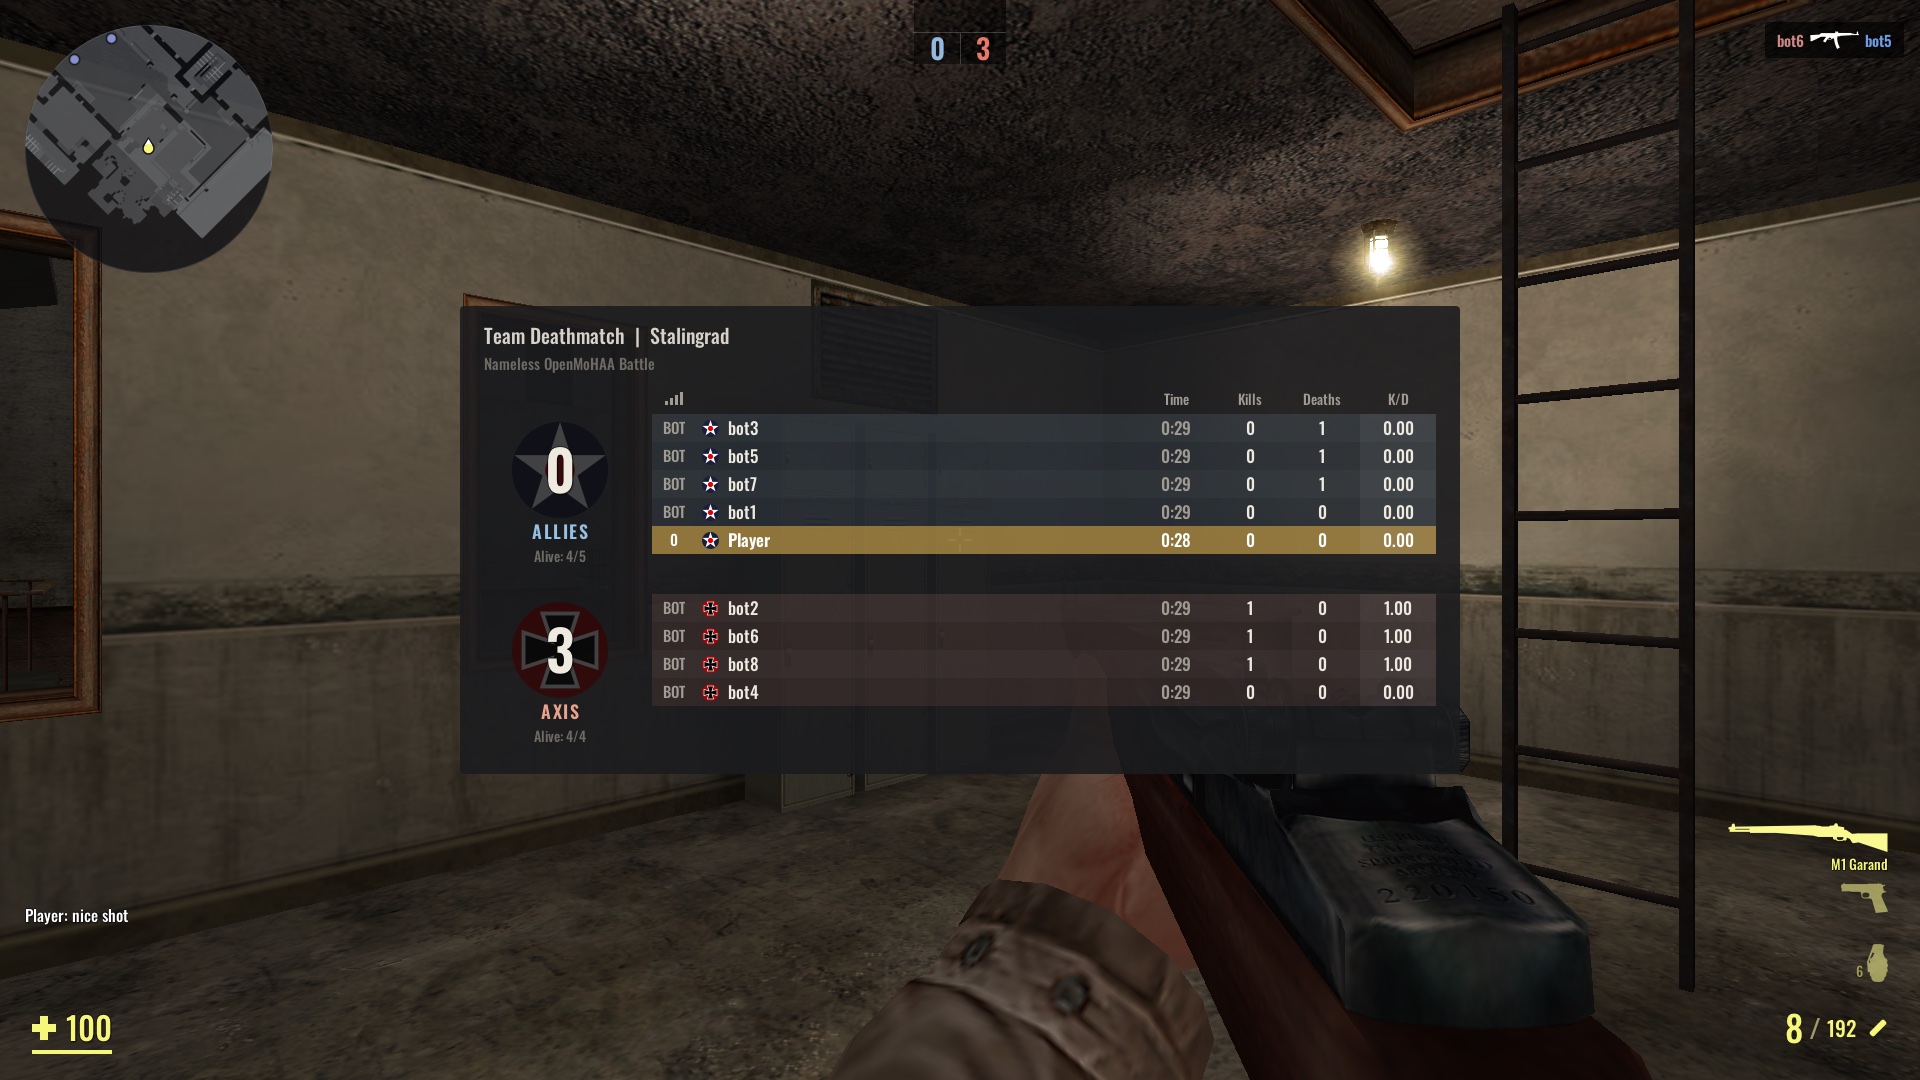 0 3
bot6 bot5
Team Deathmatch | Stalingrad
Nameless OpenMoHAA Battle
Time Kills Deaths K/D
BOT bot3 0:29 0 1 0.00
BOT bot5 0:29 0 1 0.00
BOT bot7 0:29 0 1 0.00
BOT bot1 0:29 0 0 0.00
0 Player 0:28 0 0 0.00
0
ALLIES
Alive: 4/5
BOT bot2 0:29 1 0 1.00
BOT bot6 0:29 1 0 1.00
BOT bot8 0:29 1 0 1.00
BOT bot4 0:29 0 0 0.00
3
AXIS
Alive: 4/4
M1 Garand
220150
Player: nice shot
6
100
8 / 192